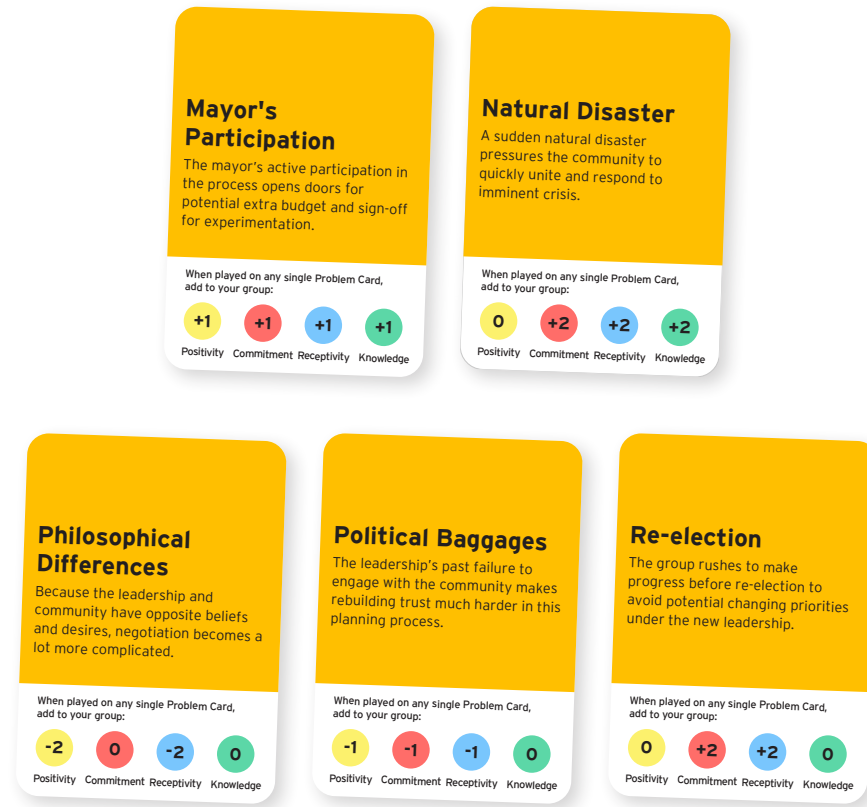 Mayor's
Participation
The mayor's active participation in
the process opens doors for
potential extra budget and sign-off
for experimentation.
When played on any single Problem Card,
add to your group:
+1 +1 +1 +1
Positivity Commitment Receptivity Knowledge
Natural Disaster
A sudden natural disaster
pressures the community to
quickly unite and respond to
imminent crisis.
When played on any single Problem Card,
add to your group:
0 +2 +2 +2
Positivity Commitment Receptivity Knowledge
Philosophical
Differences
Because the leadership and
community have opposite beliefs
and desires, negotiation becomes a
lot more complicated.
When played on any single Problem Card,
add to your group:
-2 0 -2 0
Positivity Commitment Receptivity Knowledge
Political Baggages
The leadership's past failure to
engage with the community makes
rebuilding trust much harder in this
planning process.
When played on any single Problem Card,
add to your group:
-1 -1 -1 0
Positivity Commitment Receptivity Knowledge
Re-election
The group rushes to make
progress before re-election to
avoid potential changing priorities
under the new leadership.
When played on any single Problem Card,
add to your group:
0 +2 +2 0
Positivity Commitment Receptivity Knowledge